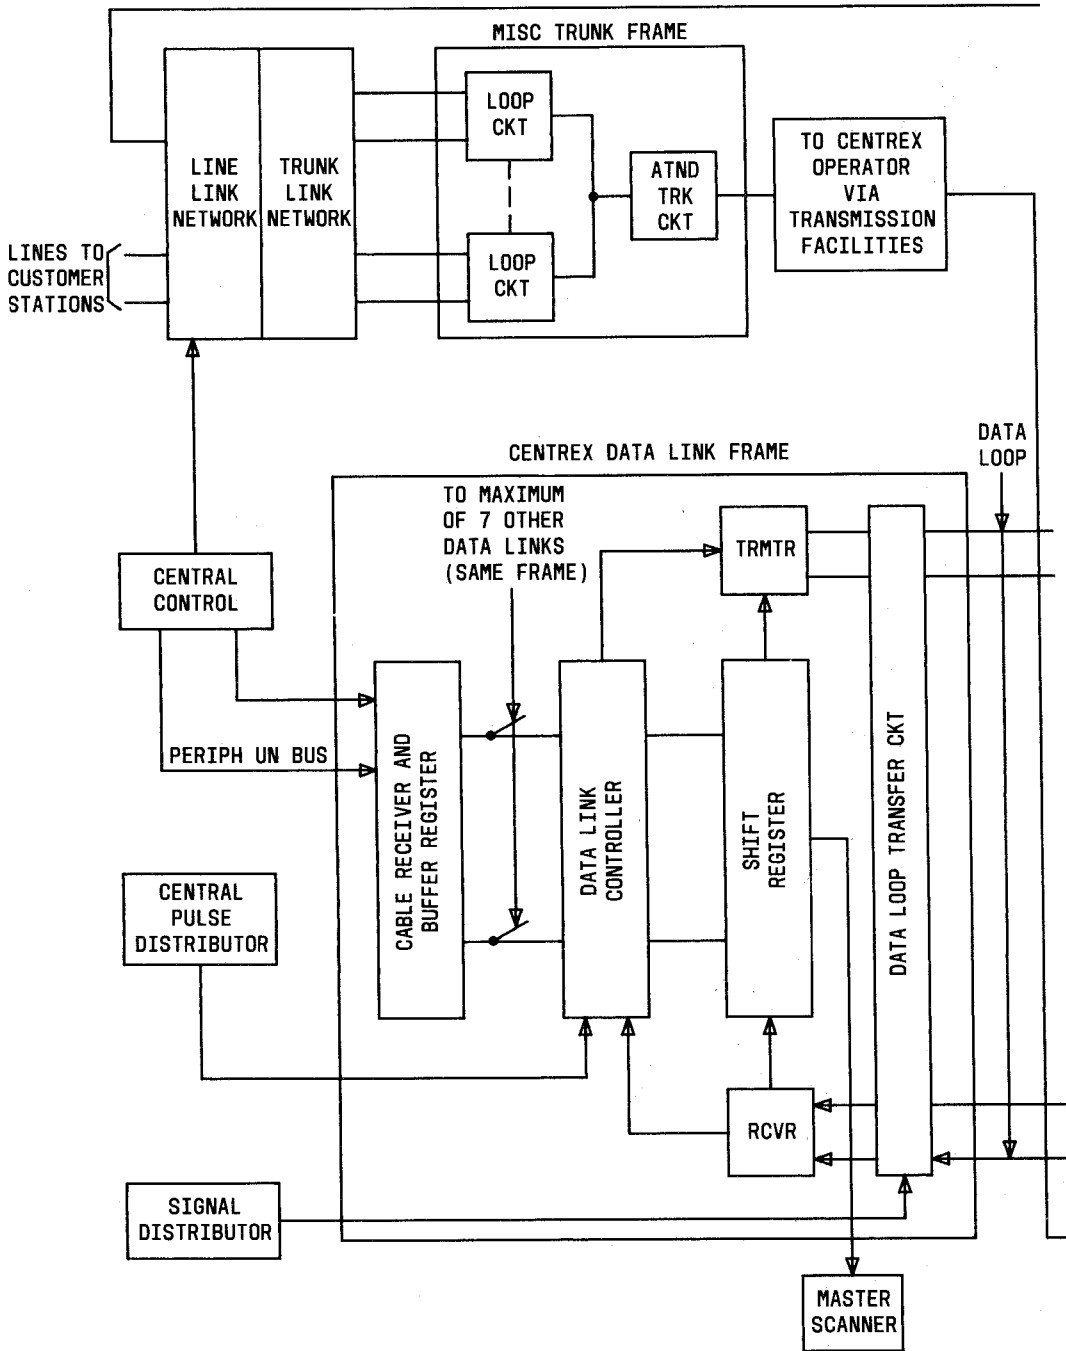 MISC TRUNK FRAME
LOOP
CKT
LINE
LINK
NETWORK
TRUNK
LINK
NETWORK
ATND
TRK
CKT
TO CENTREX
OPERATOR
VIA
TRANSMISSION
FACILITIES
LINES TO
CUSTOMER
STATIONS
LOOP
CKT
CENTREX DATA LINK FRAME
DATA
LOOP
TO MAXIMUM
OF 7 OTHER
DATA LINKS
(SAME FRAME)
TRMTR
CENTRAL
CONTROL
PERIPH UN BUS
CABLE RECEIVER AND
BUFFER REGISTER
DATA LINK
CONTROLLER
SHIFT
REGISTER
DATA LOOP TRANSFER CKT
CENTRAL
PULSE
DISTRIBUTOR
RCVR
SIGNAL
DISTRIBUTOR
MASTER
SCANNER